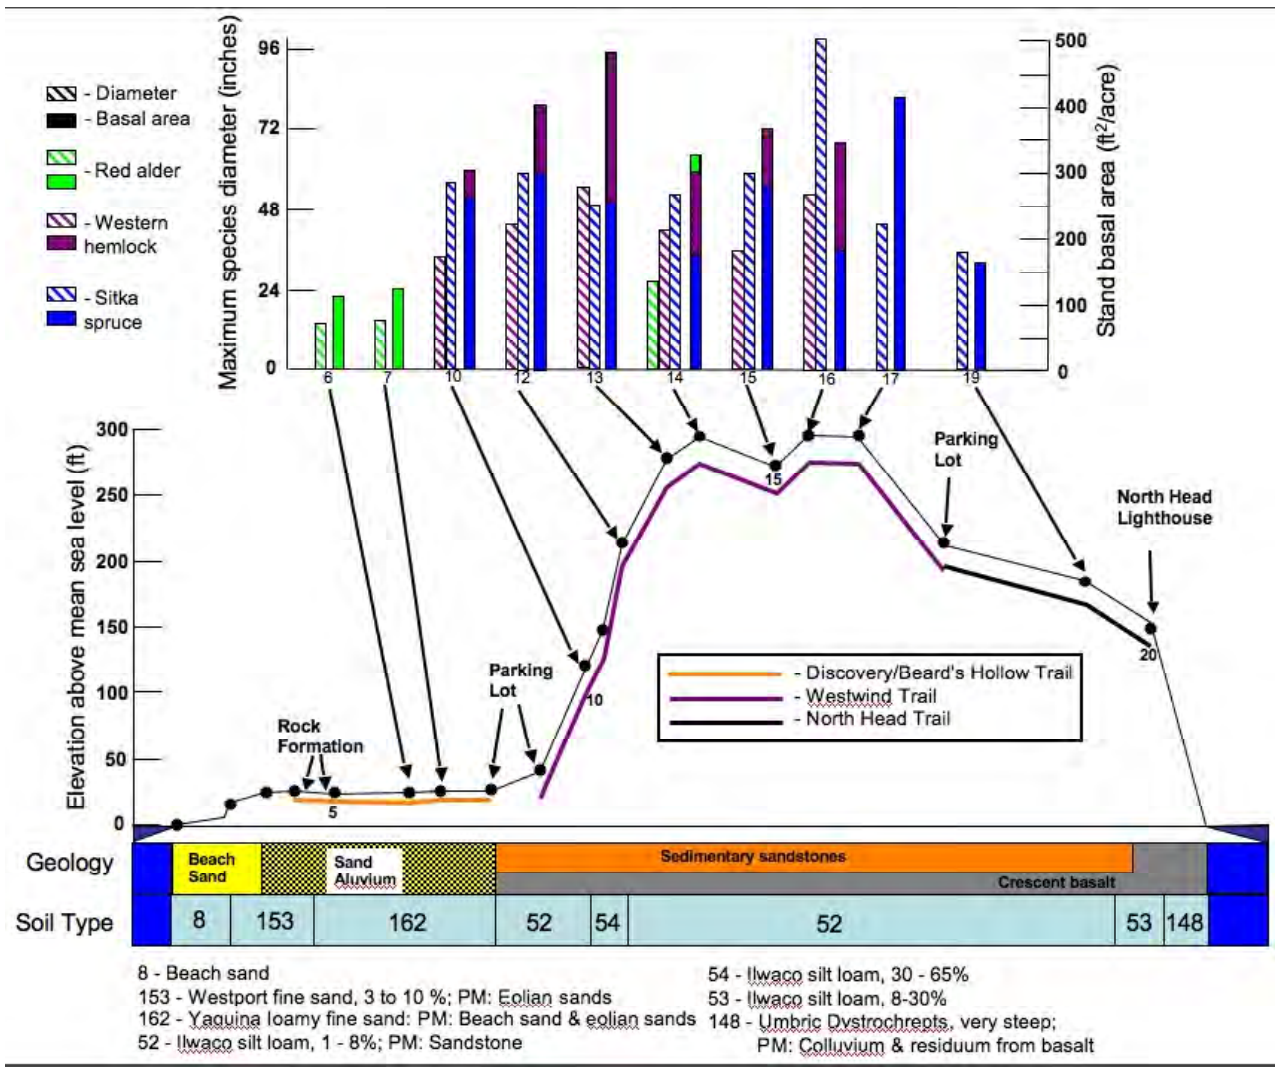 Maximum species diameter (inches)
96
72
48
24
0
Stand basal area (ft²/acre)
500
400
300
200
100
0
- Diameter
- Basal area
- Red alder
- Western
hemlock
- Sitka
spruce
6 7 10 12 13 14 15 16 17 19
Elevation above mean sea level (ft)
300
250
200
150
100
50
0
Rock
Formation
5
Parking
Lot
10
15
Parking
Lot
North Head
Lighthouse
20
- Discovery/Beard's Hollow Trail
- Westwind Trail
- North Head Trail
Geology
Beach
Sand
Sand
Aluvium
Sedimentary sandstones
Crescent basalt
Soil Type
8 153 162 52 54 52 53 148
8 - Beach sand
153 - Westport fine sand, 3 to 10 %; PM: Eolian sands
162 - Yaquina loamy fine sand: PM: Beach sand & eolian sands
52 - Ilwaco silt loam, 1 - 8%; PM: Sandstone
54 - Ilwaco silt loam, 30 - 65%
53 - Ilwaco silt loam, 8-30%
148 - Umbric Dystrochrepts, very steep;
PM: Colluvium & residuum from basalt